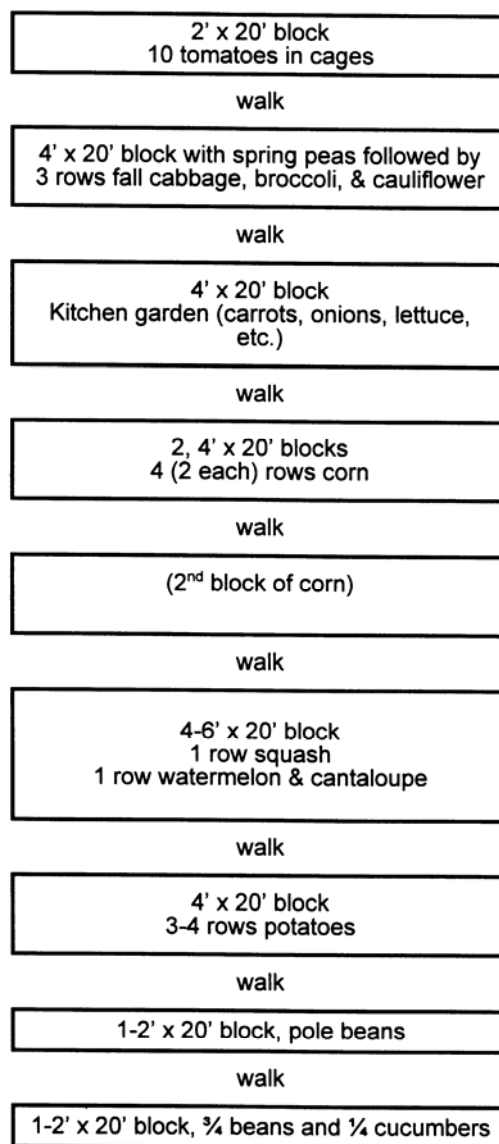 2' x 20' block
10 tomatoes in cages
walk
4' x 20' block with spring peas followed by
3 rows fall cabbage, broccoli, & cauliflower
walk
4' x 20' block
Kitchen garden (carrots, onions, lettuce,
etc.)
walk
2, 4' x 20' blocks
4 (2 each) rows corn
walk
(2nd block of corn)
walk
4-6' x 20' block
1 row squash
1 row watermelon & cantaloupe
walk
4' x 20' block
3-4 rows potatoes
walk
1-2' x 20' block, pole beans
walk
1-2' x 20' block, ¾ beans and ¼ cucumbers